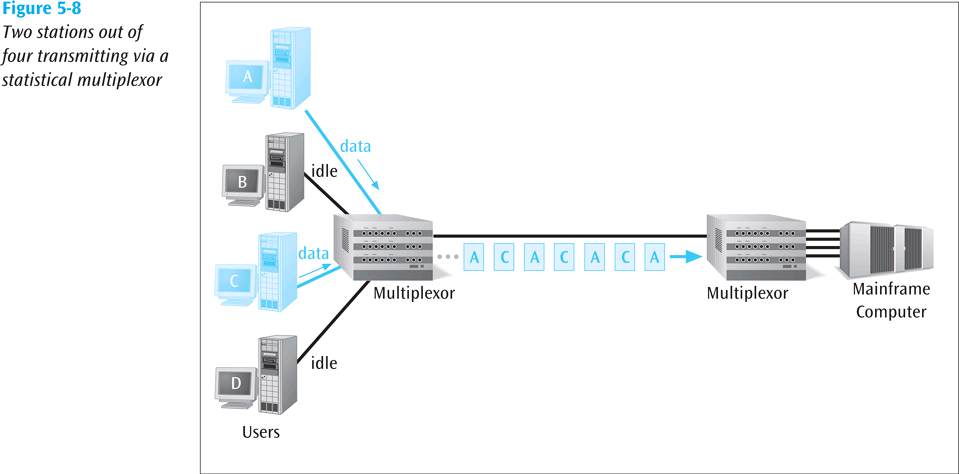 Figure 5-8
Two stations out of
four transmitting via a
statistical multiplexor
A
data
B
idle
C
data
A C A C A C A
Multiplexor
Multiplexor
Mainframe
Computer
D
idle
Users